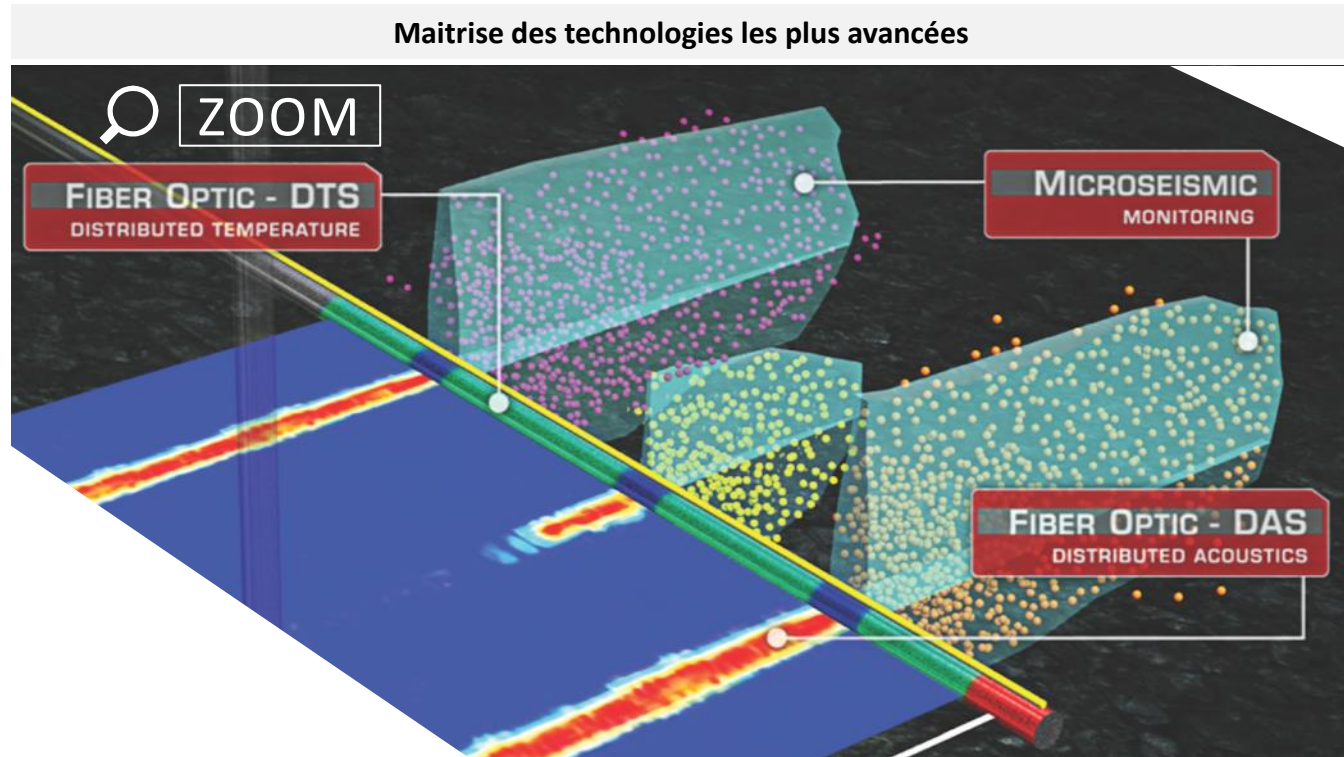 Maitrise des technologies les plus avancées
ZOOM
FIBER OPTIC - DTS
DISTRIBUTED TEMPERATURE
MICROSEISMIC
MONITORING
FIBER OPTIC - DAS
DISTRIBUTED ACOUSTICS